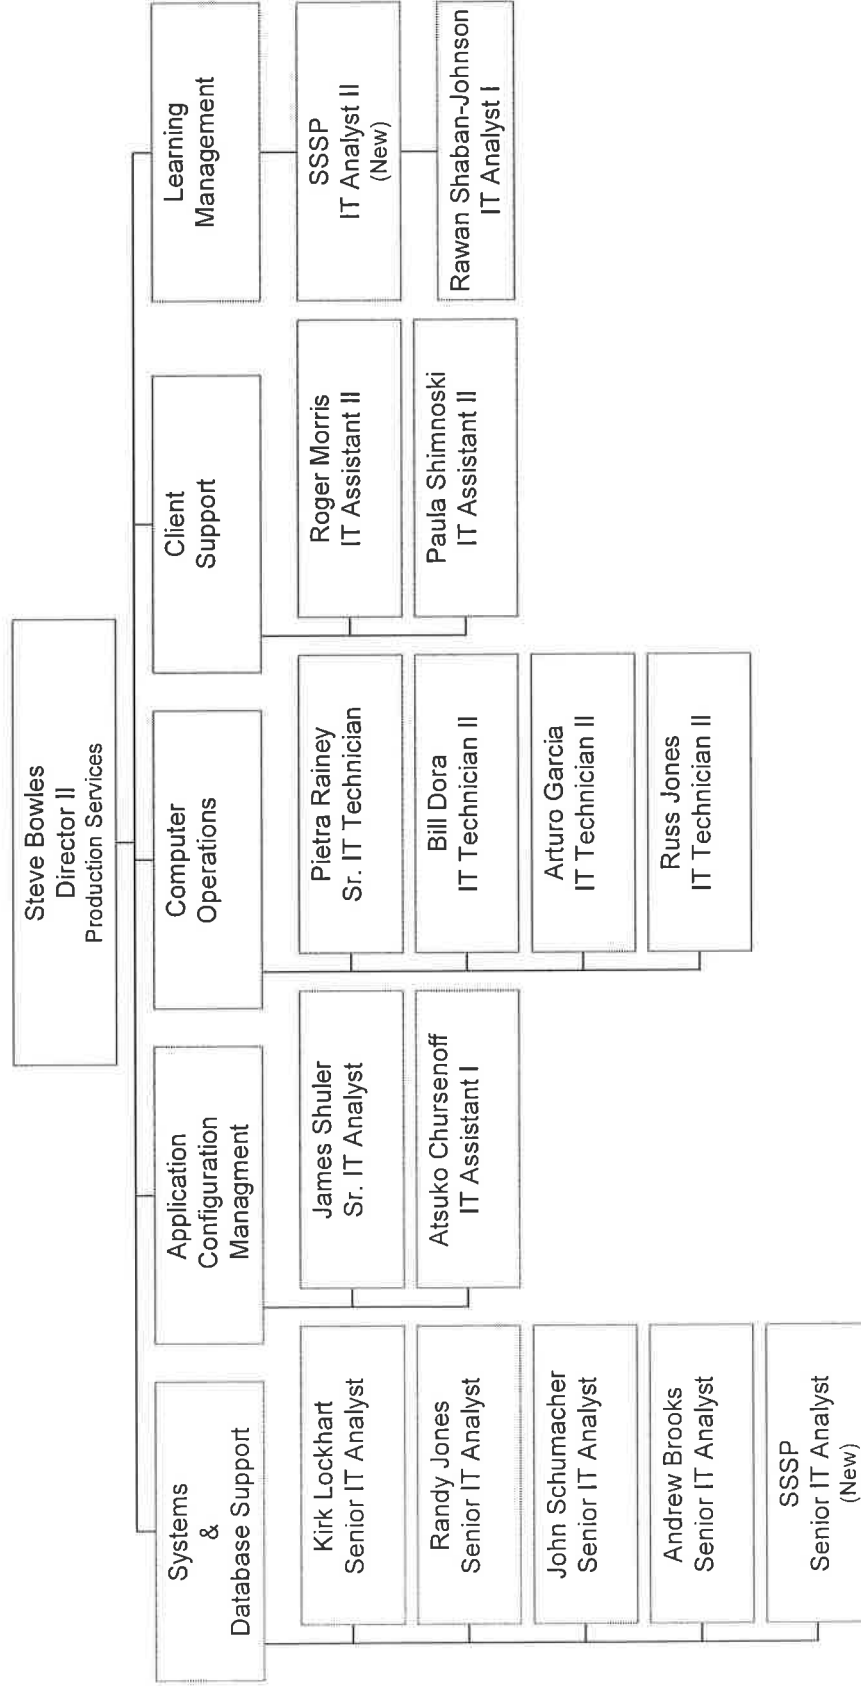 Steve Bowles
Director II
Production Services
Systems
&
Database Support
Kirk Lockhart
Senior IT Analyst
Randy Jones
Senior IT Analyst
John Schumacher
Senior IT Analyst
Andrew Brooks
Senior IT Analyst
SSSP
Senior IT Analyst
(New)
Application
Configuration
Managment
James Shuler
Sr. IT Analyst
Atsuko Chursenoff
IT Assistant I
Computer
Operations
Pietra Rainey
Sr. IT Technician
Bill Dora
IT Technician II
Arturo Garcia
IT Technician II
Russ Jones
IT Technician II
Client
Support
Roger Morris
IT Assistant II
Paula Shimnoski
IT Assistant II
Learning
Management
SSSP
IT Analyst II
(New)
Rawan Shaban-Johnson
IT Analyst I